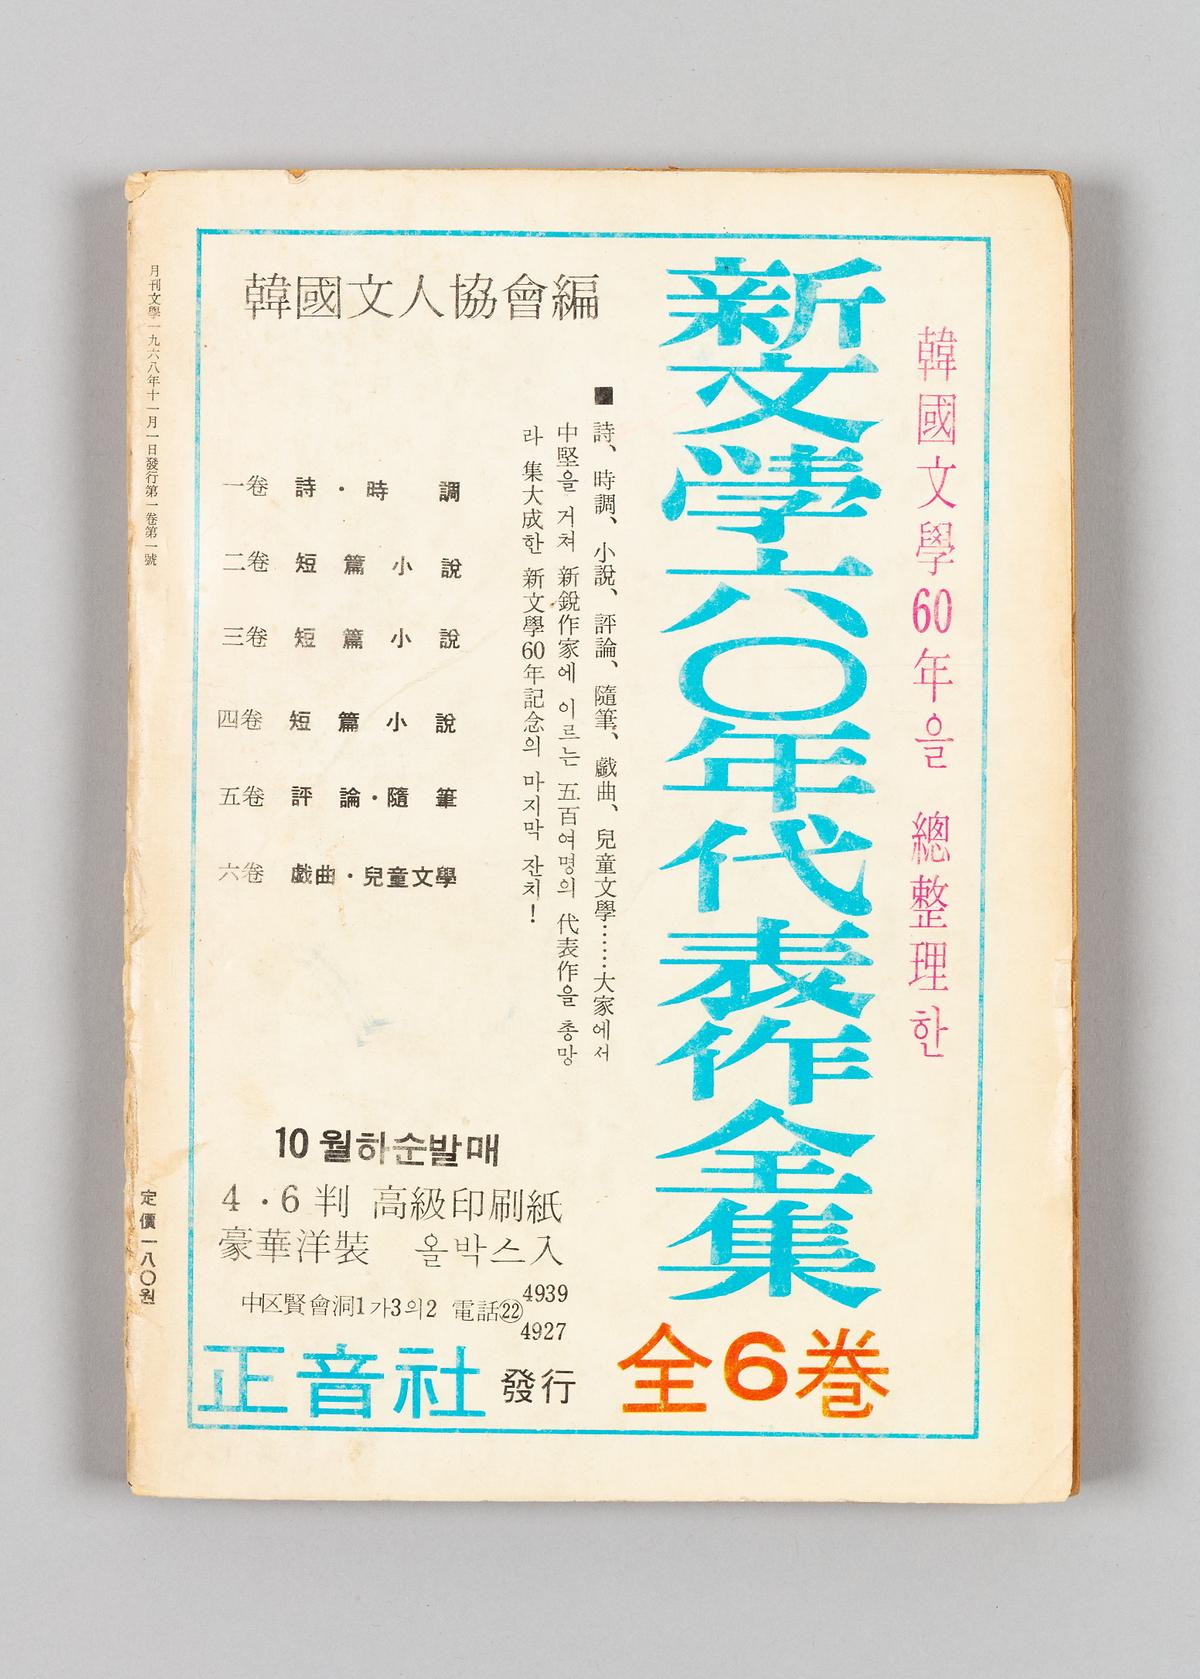 韓國文學60年을 總整理한
新文學六〇年代表作全集
全6巻
韓國文人協會編
■ 詩、時調、小說、評論、隨筆、戱曲、兒童文學……大家에서
中堅을 거쳐 新銳作家에 이르는 五百여명의 代表作을 총망
라 集大成한 新文學60年記念의 마지막 잔치!
一卷 詩·時調
二卷 短篇小說
三卷 短篇小說
四卷 短篇小說
五卷 評論·隨筆
六卷 戱曲·兒童文學
10월하순발매
4·6判 高級印刷紙
豪華洋裝 올박스入
中区賢會洞1가3의2 電話㉒4939
4927
正音社 發行
月刊文學一九六八年十一月一日發行第一卷第一號
定價一八〇원